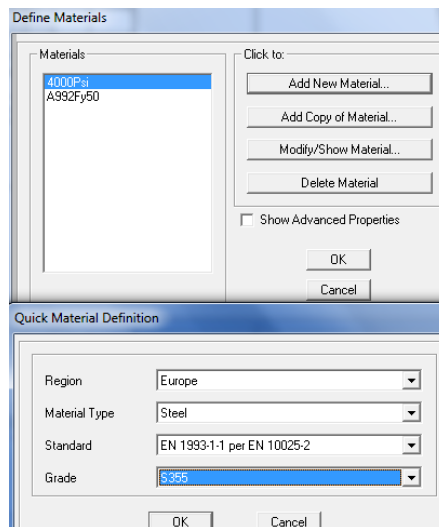 Define Materials
Materials
Click to:
4000Psi
A992Fy50
Add New Material...
Add Copy of Material...
Modify/Show Material...
Delete Material
Show Advanced Properties
OK
Cancel
Quick Material Definition
Region Europe
Material Type Steel
Standard EN 1993-1-1 per EN 10025-2
Grade S355
OK Cancel